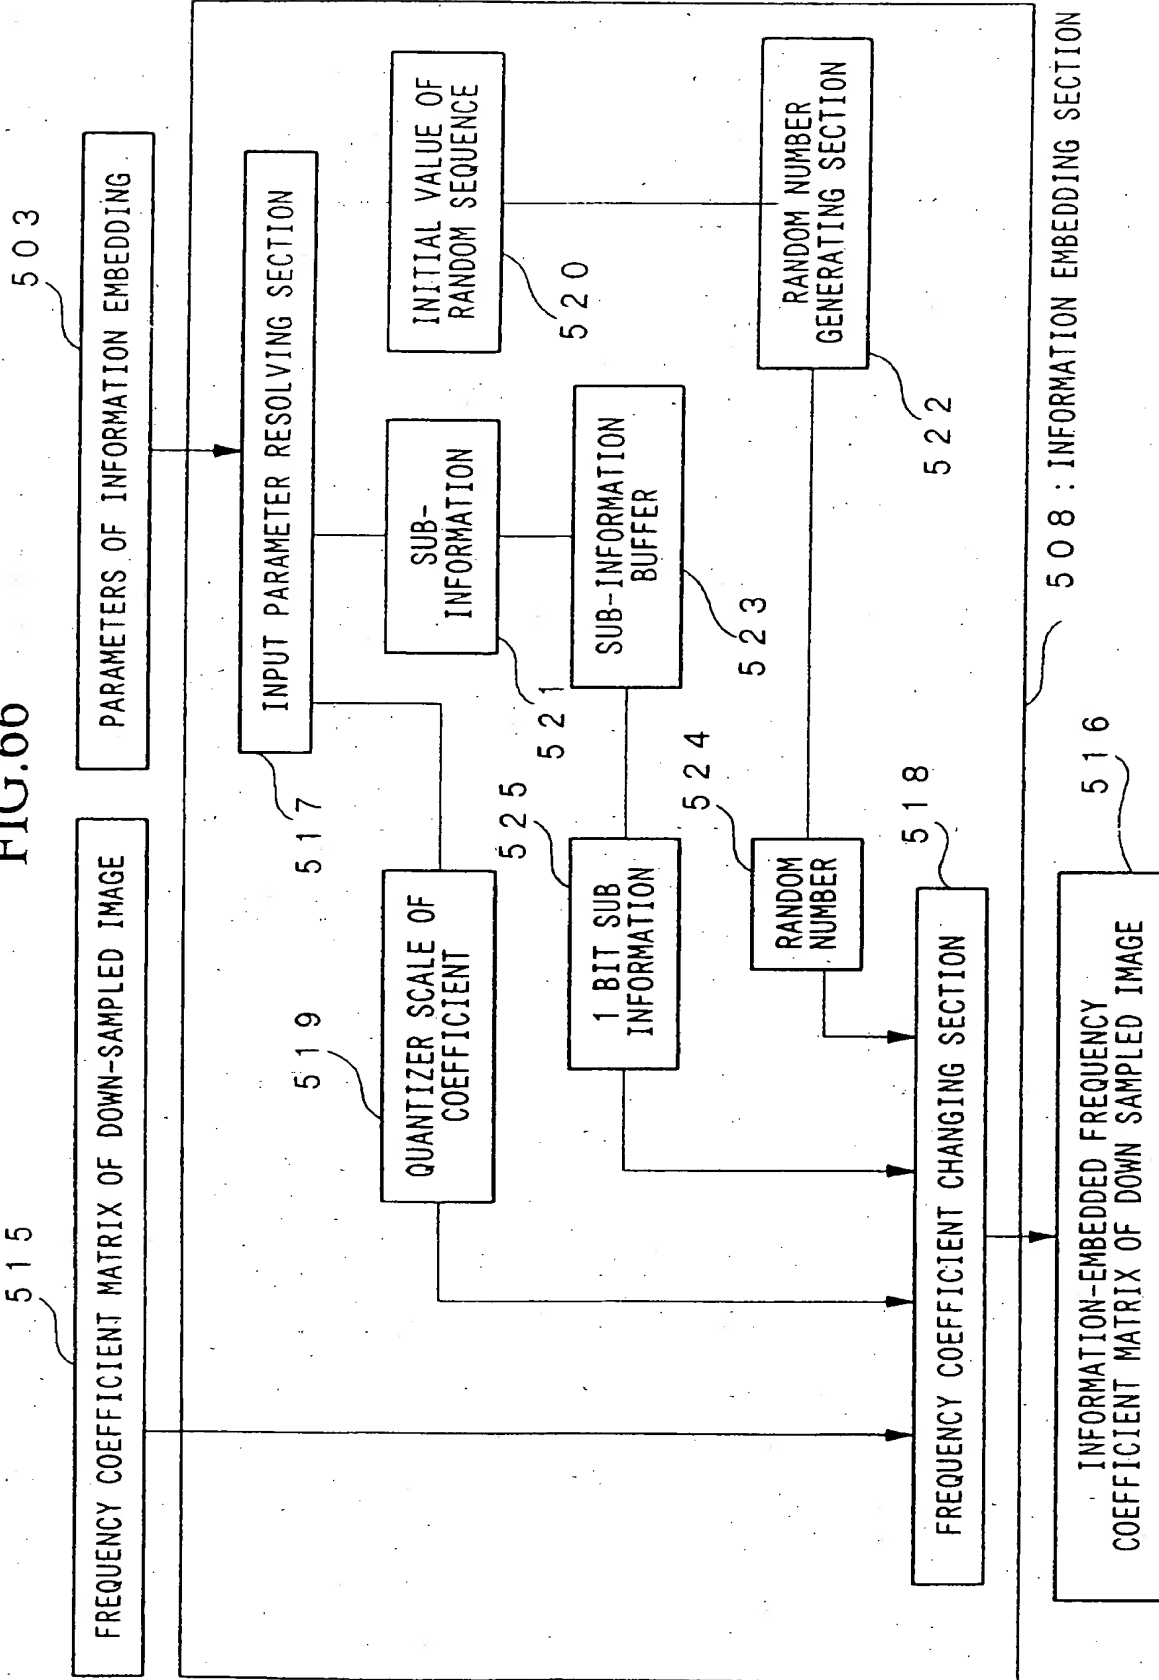 FIG.66
515
503
FREQUENCY COEFFICIENT MATRIX OF DOWN-SAMPLED IMAGE
PARAMETERS OF INFORMATION EMBEDDING
517
INPUT PARAMETER RESOLVING SECTION
519
QUANTIZER SCALE OF
COEFFICIENT
521
SUB-
INFORMATION
INITIAL VALUE OF
RANDOM SEQUENCE
520
525
1 BIT SUB
INFORMATION
SUB-INFORMATION
BUFFER
523
524
RANDOM
NUMBER
RANDOM NUMBER
GENERATING SECTION
522
518
FREQUENCY COEFFICIENT CHANGING SECTION
508 : INFORMATION EMBEDDING SECTION
516
INFORMATION-EMBEDDED FREQUENCY
COEFFICIENT MATRIX OF DOWN SAMPLED IMAGE